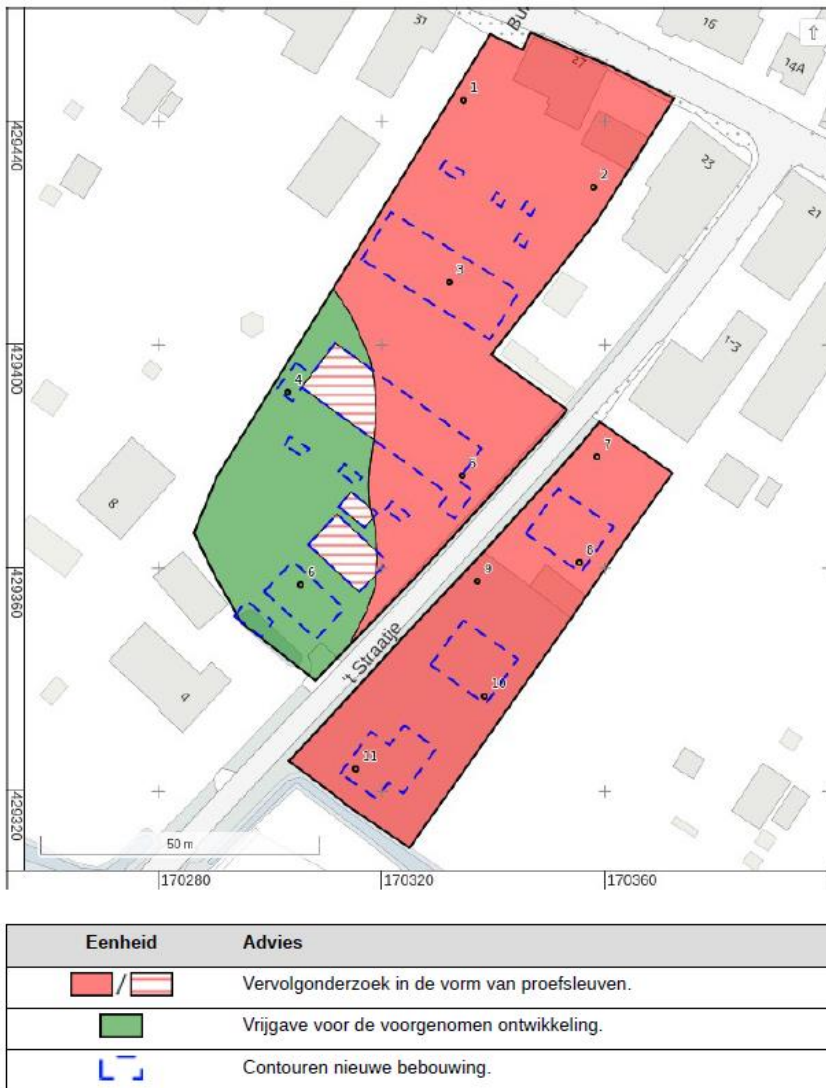 Bu
31
16
27
14A
1
429440
2
23
21
3
1-3
429400
4
5
7
8
8
9
429360
6
't Straatje
4
10
11
429320
50 m
170280 170320 170360
Eenheid Advies
/ Vervolgonderzoek in de vorm van proefsleuven.
Vrijgave voor de voorgenomen ontwikkeling.
Contouren nieuwe bebouwing.